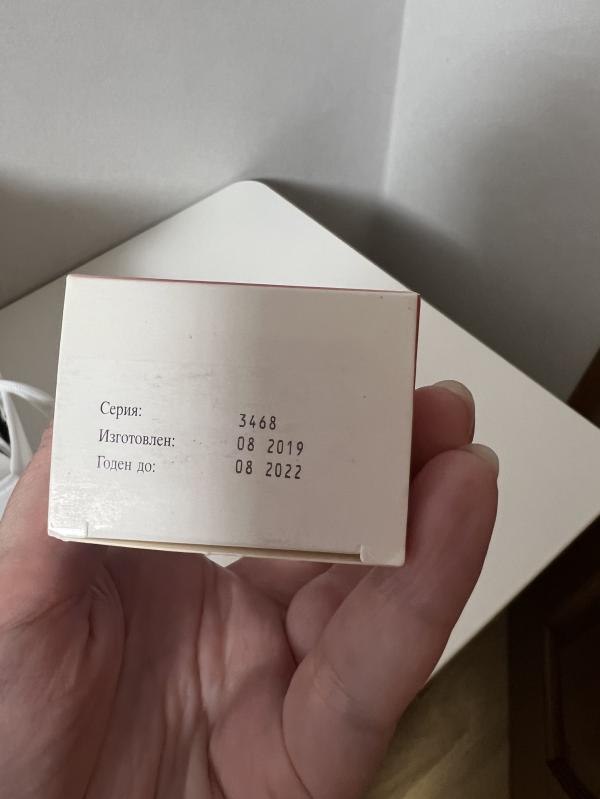 Серия: 3468
Изготовлен: 08 2019
Годен до: 08 2022